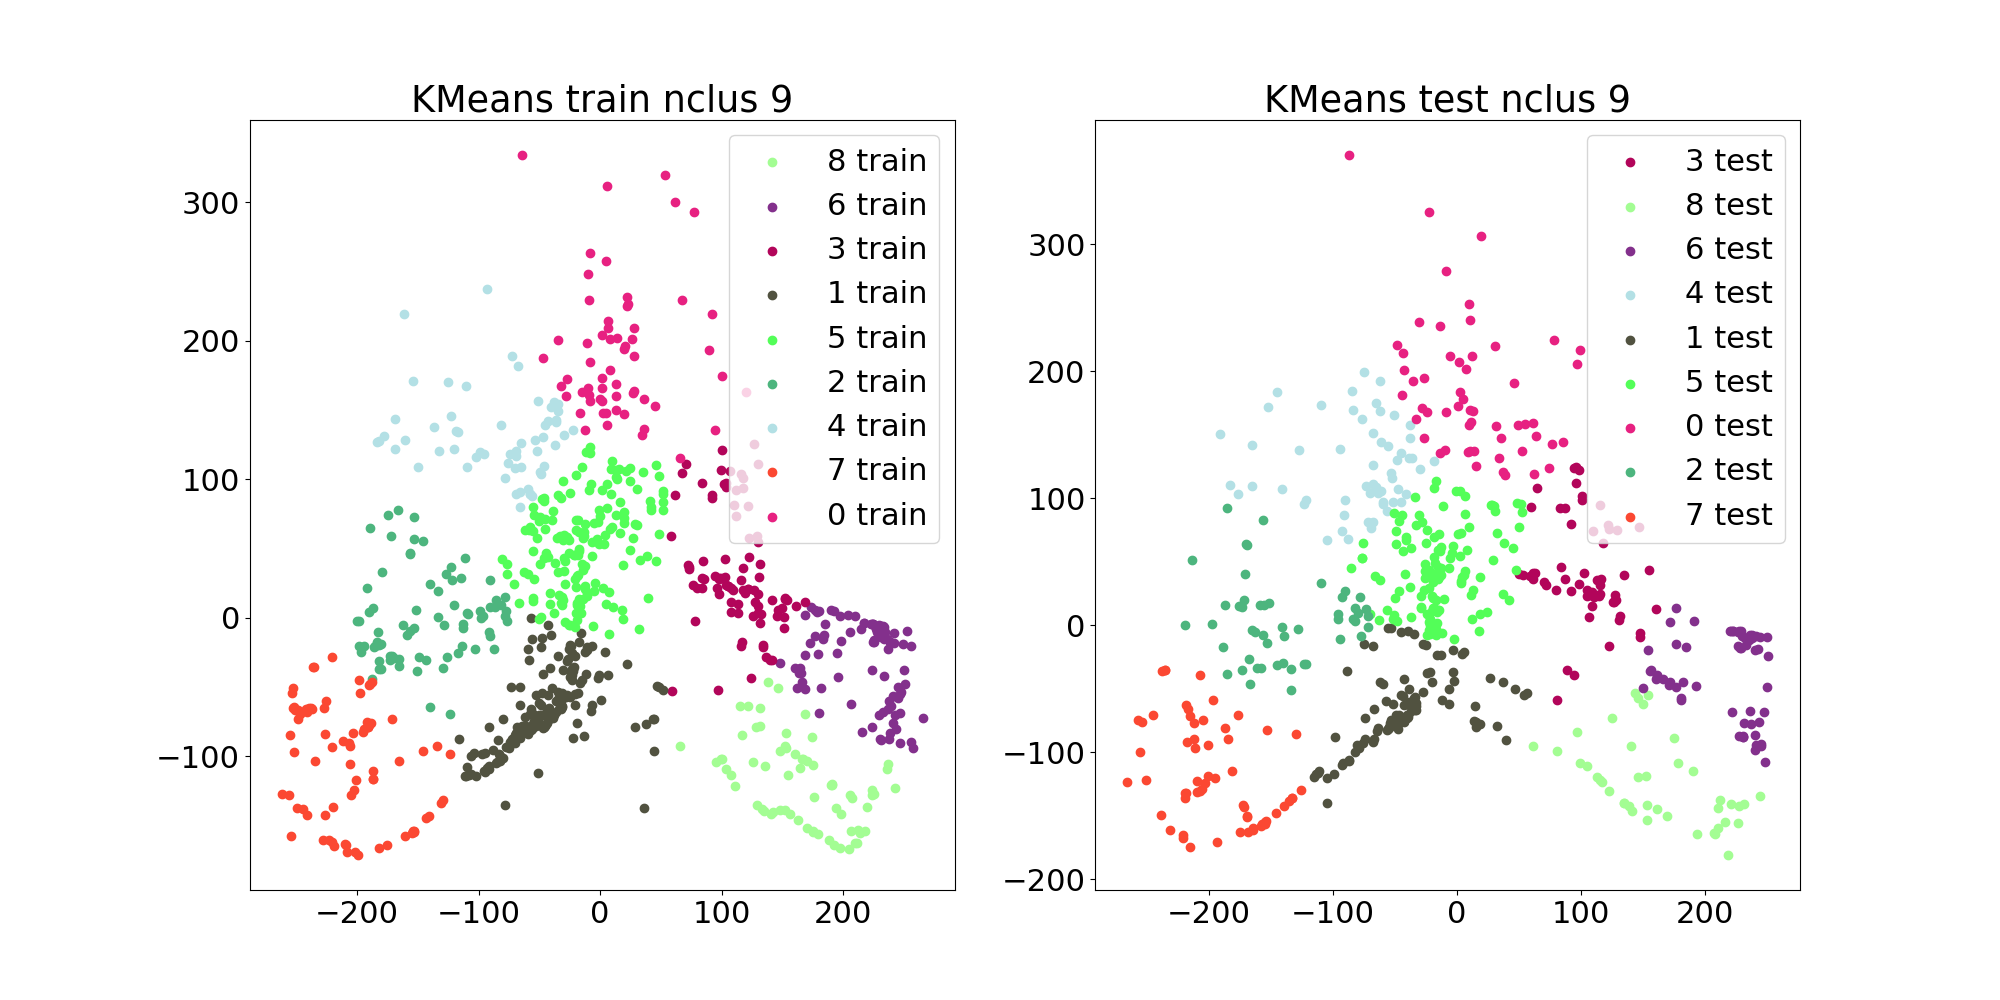 KMeans train nclus 9
300
200
100
0
−100
−200
−100
0
100
200
8 train
6 train
3 train
1 train
5 train
2 train
4 train
7 train
0 train
KMeans test nclus 9
300
200
100
0
−100
−200
−200
−100
0
100
200
3 test
8 test
6 test
4 test
1 test
5 test
0 test
2 test
7 test